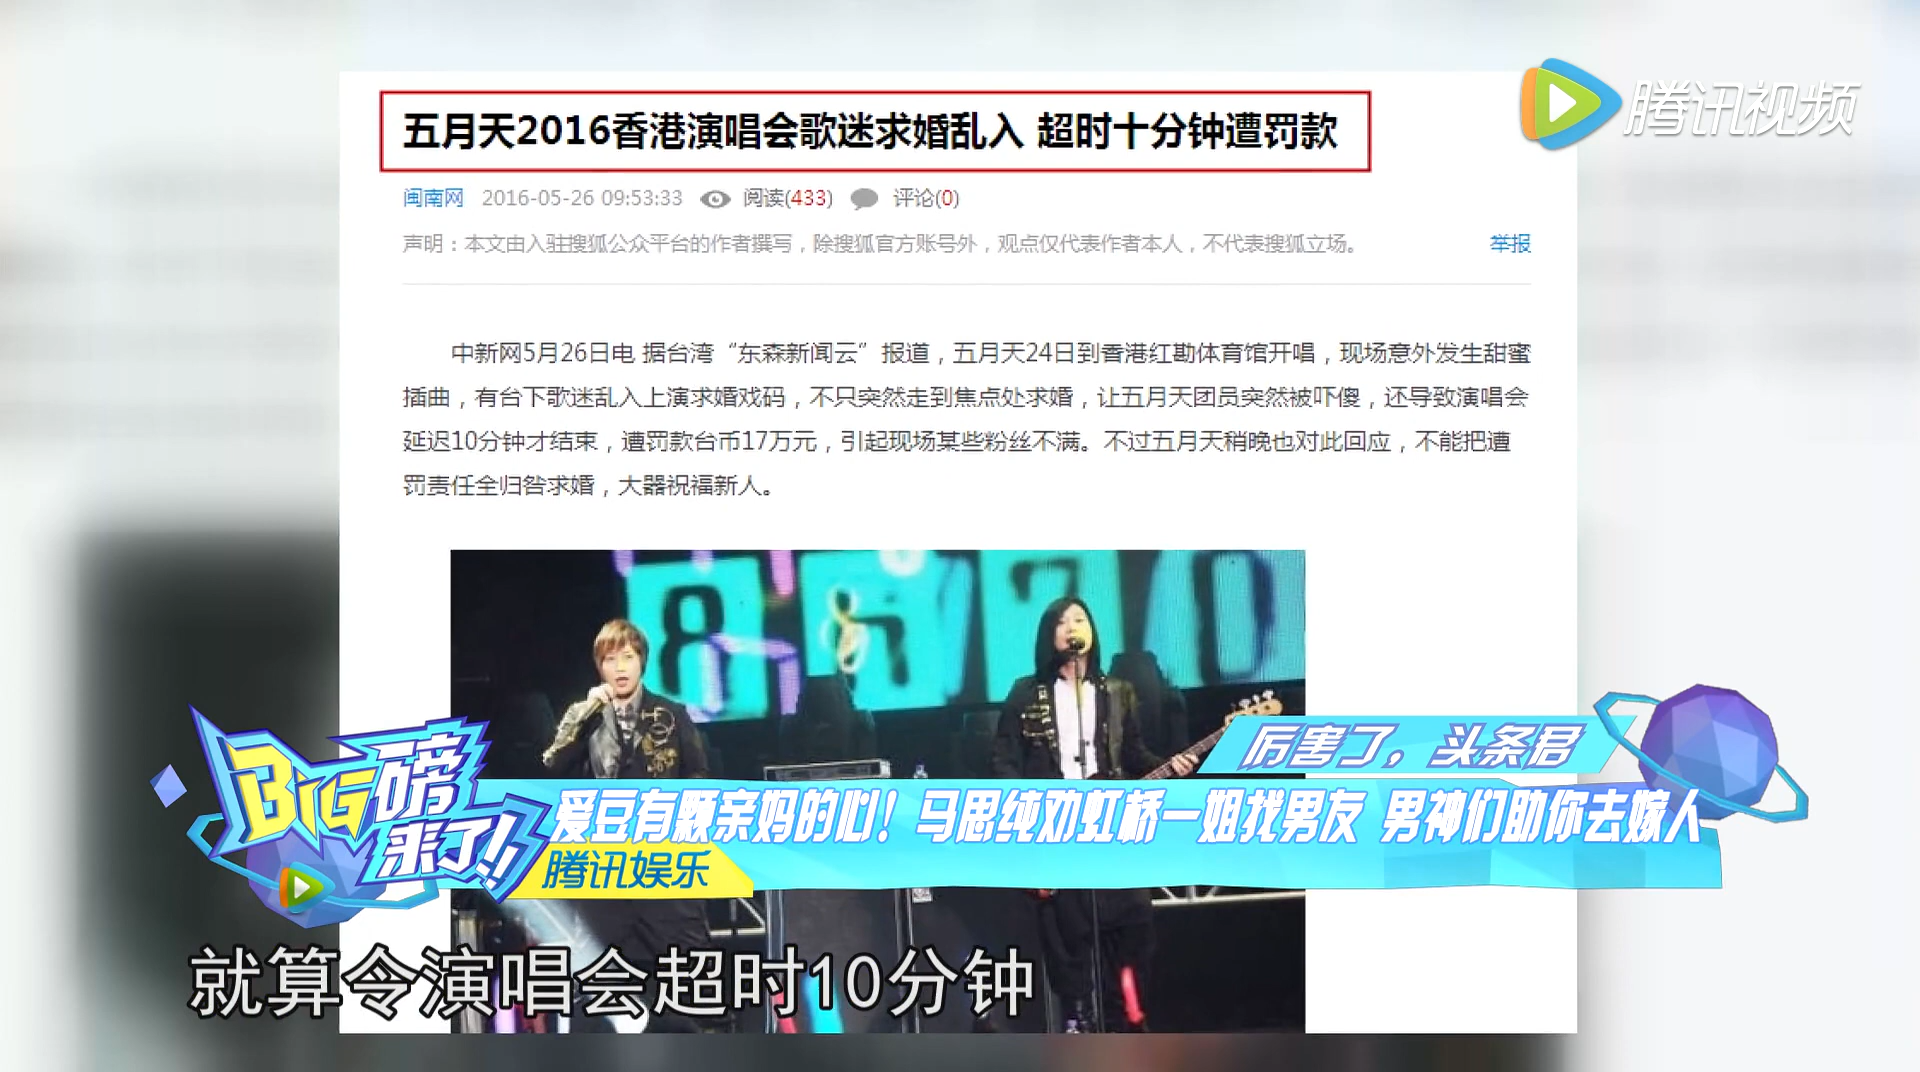 腾讯视频
五月天2016香港演唱会歌迷求婚乱入 超时十分钟遭罚款
闽南网 2016-05-26 09:53:33 阅读(433) 评论(0)
声明：本文由入驻搜狐公众平台的作者撰写，除搜狐官方账号外，观点仅代表作者本人，不代表搜狐立场。 举报
中新网5月26日电 据台湾“东森新闻云”报道，五月天24日到香港红勘体育馆开唱，现场意外发生甜蜜
插曲，有台下歌迷乱入上演求婚戏码，不只突然走到焦点处求婚，让五月天团员突然被吓傻，还导致演唱会
延迟10分钟才结束，遭罚款台币17万元，引起现场某些粉丝不满。不过五月天稍晚也对此回应，不能把遭
罚责任全归咎求婚，大器祝福新人。
厉害了，头条君
BIG磅
来了!!
爱豆有颗亲妈的心！马思纯劝虹桥一姐找男友 男神们助你去嫁人
腾讯娱乐
就算令演唱会超时10分钟